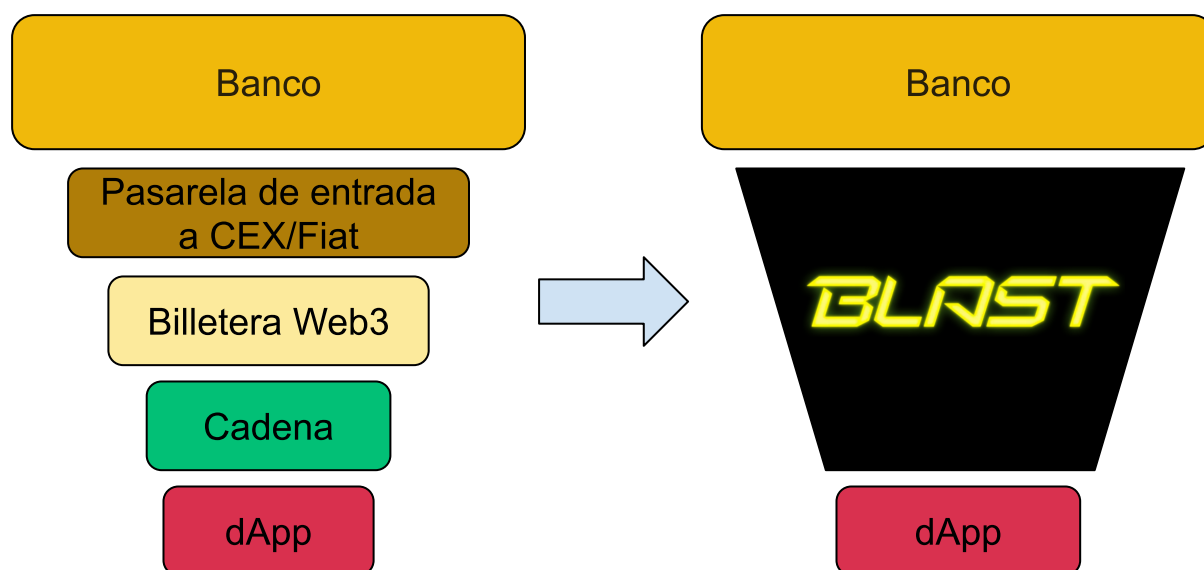 Banco
Pasarela de entrada
a CEX/Fiat
Billetera Web3
Cadena
dApp
Banco
BLAST
dApp